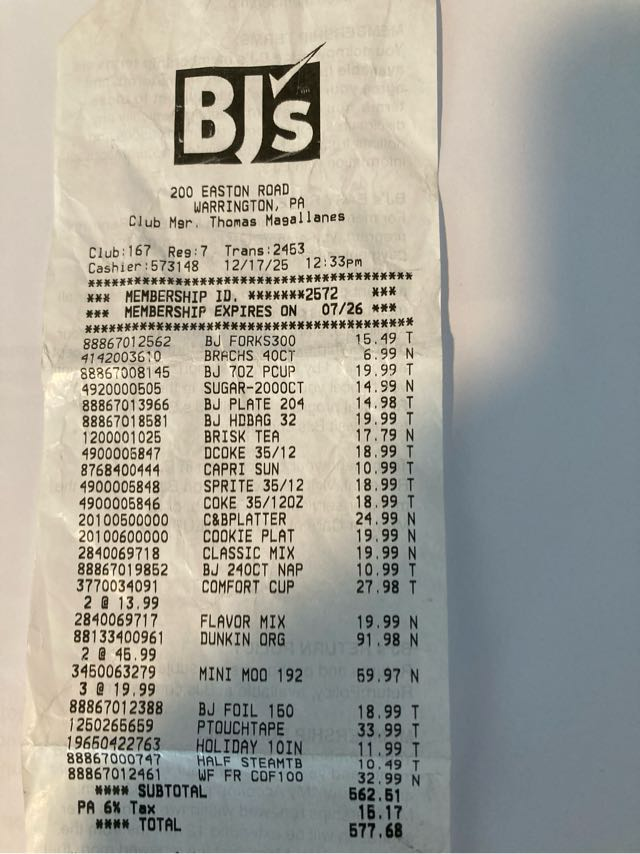 BJ's
200 EASTON ROAD
WARRINGTON, PA
Club Mgr. Thomas Magallanes
Club:167 Reg:7 Trans:2453
Cashier:573148 12/17/25 12:33pm
****************************************
*** MEMBERSHIP ID. *******2572 ***
*** MEMBERSHIP EXPIRES ON 07/26 ***
****************************************
88867012562 BJ FORKS300 15.49 T
4142003610 BRACHS 40CT 6.99 N
88867008145 BJ 7OZ PCUP 19.99 T
4920000505 SUGAR-2000CT 14.99 N
88867013966 BJ PLATE 204 14.98 T
88867018581 BJ HDBAG 32 19.99 T
1200001025 BRISK TEA 17.79 N
4900005847 DCOKE 35/12 18.99 T
8768400444 CAPRI SUN 10.99 T
4900005848 SPRITE 35/12 18.99 T
4900005846 COKE 35/12OZ 18.99 T
20100500000 C&BPLATTER 24.99 N
20100600000 COOKIE PLAT 19.99 N
2840069718 CLASSIC MIX 19.99 N
88867019852 BJ 240CT NAP 10.99 T
3770034091 COMFORT CUP 27.98 T
2 @ 13.99
2840069717 FLAVOR MIX 19.99 N
88133400961 DUNKIN ORG 91.98 N
2 @ 45.99
3450063279 MINI MOO 192 59.97 N
3 @ 19.99
88867012388 BJ FOIL 150 18.99 T
1250265659 PTOUCHTAPE 33.99 T
19650422763 HOLIDAY 10IN 11.99 T
88867000747 HALF STEAMTB 10.49 T
88867012461 WF FR COF100 32.99 N
**** SUBTOTAL 562.51
PA 6% Tax 15.17
**** TOTAL 577.68